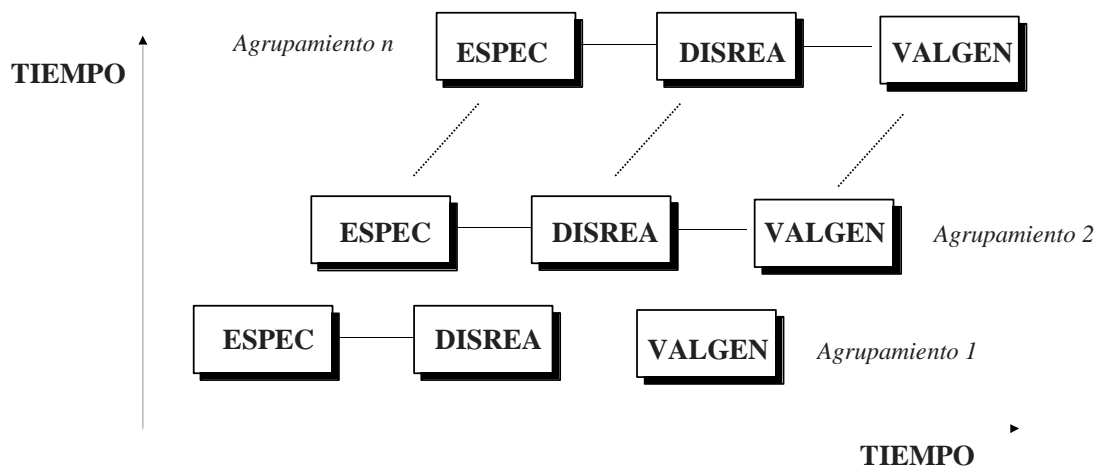 Agrupamiento n
ESPEC DISREA VALGEN
TIEMPO
ESPEC DISREA VALGEN Agrupamiento 2
ESPEC DISREA VALGEN Agrupamiento 1
TIEMPO